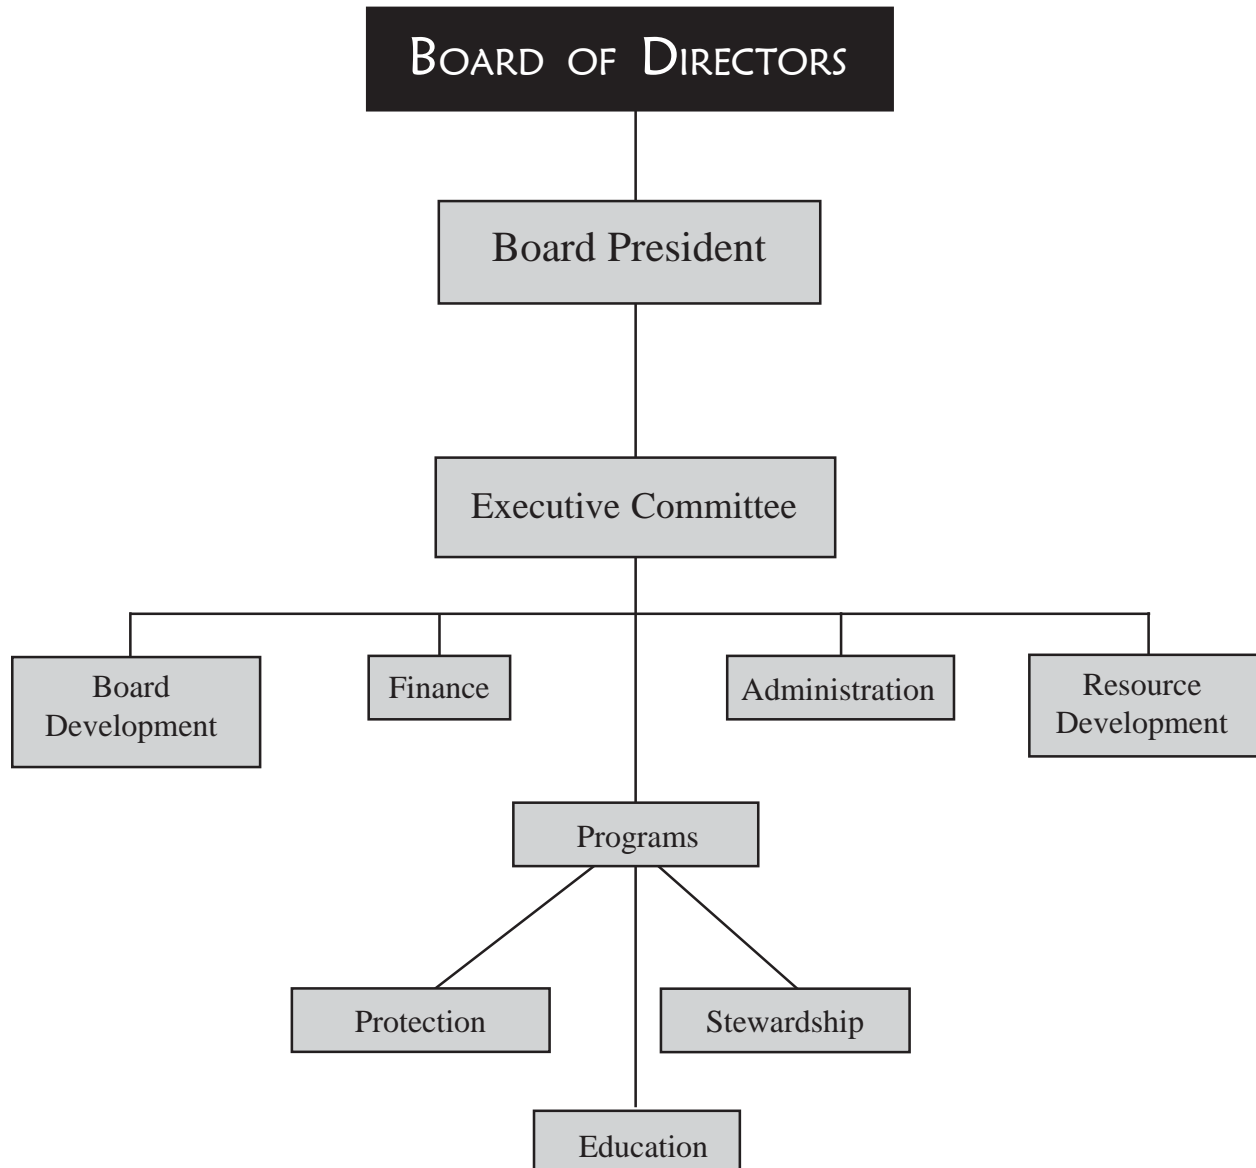 Board of Directors
Board President
Executive Committee
Board
Development
Finance
Administration
Resource
Development
Programs
Protection
Stewardship
Education